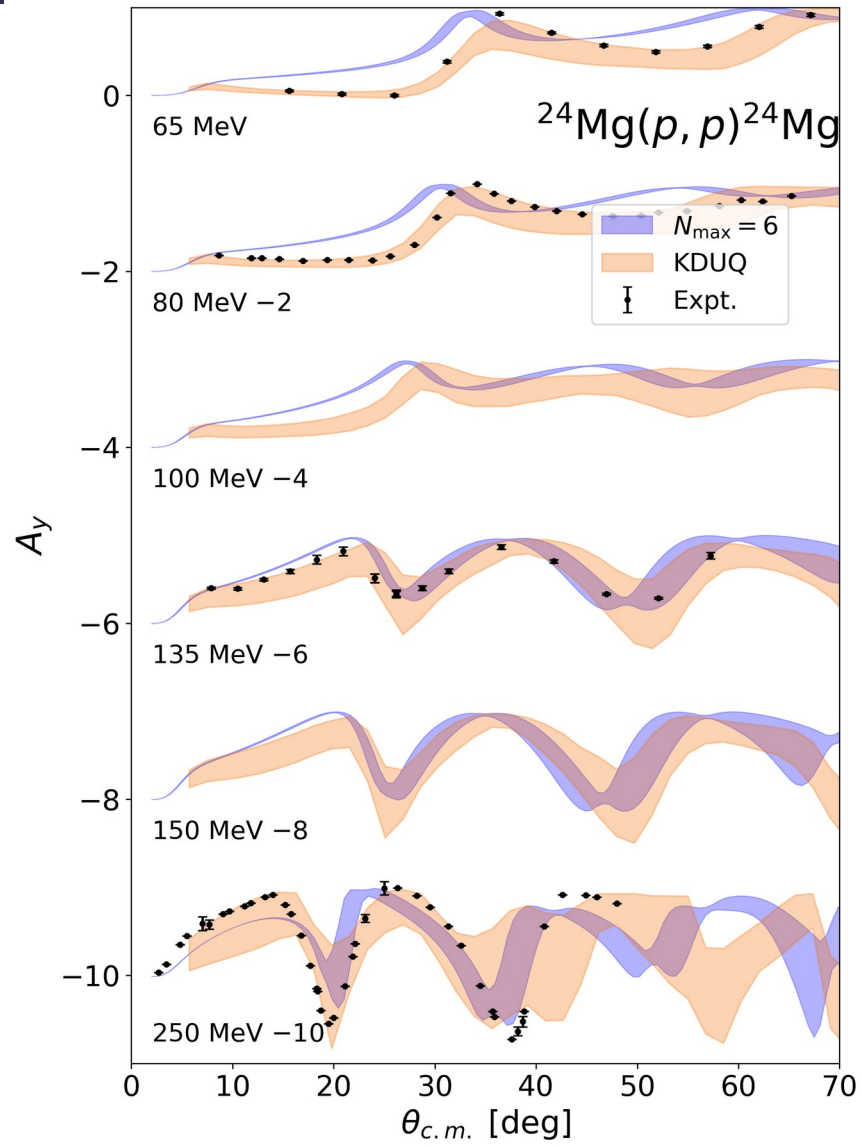 0
65 MeV
²⁴Mg(p, p)²⁴Mg
−2
80 MeV −2
N_max = 6
KDUQ
Expt.
−4
100 MeV −4
A_y
−6
135 MeV −6
−8
150 MeV −8
−10
250 MeV −10
0 10 20 30 40 50 60 70
θ_c.m. [deg]